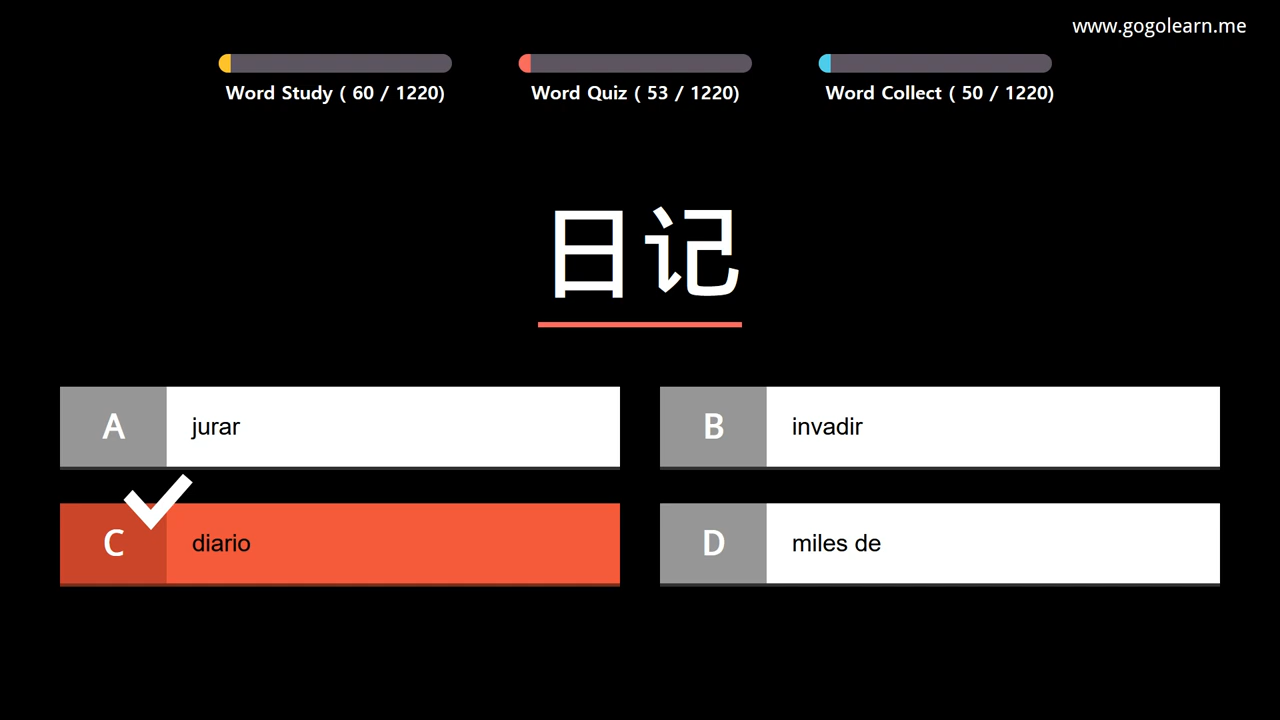 www.gogolearn.me
Word Study ( 60 / 1220)
Word Quiz ( 53 / 1220)
Word Collect ( 50 / 1220)
日记
A jurar
B invadir
C diario
D miles de